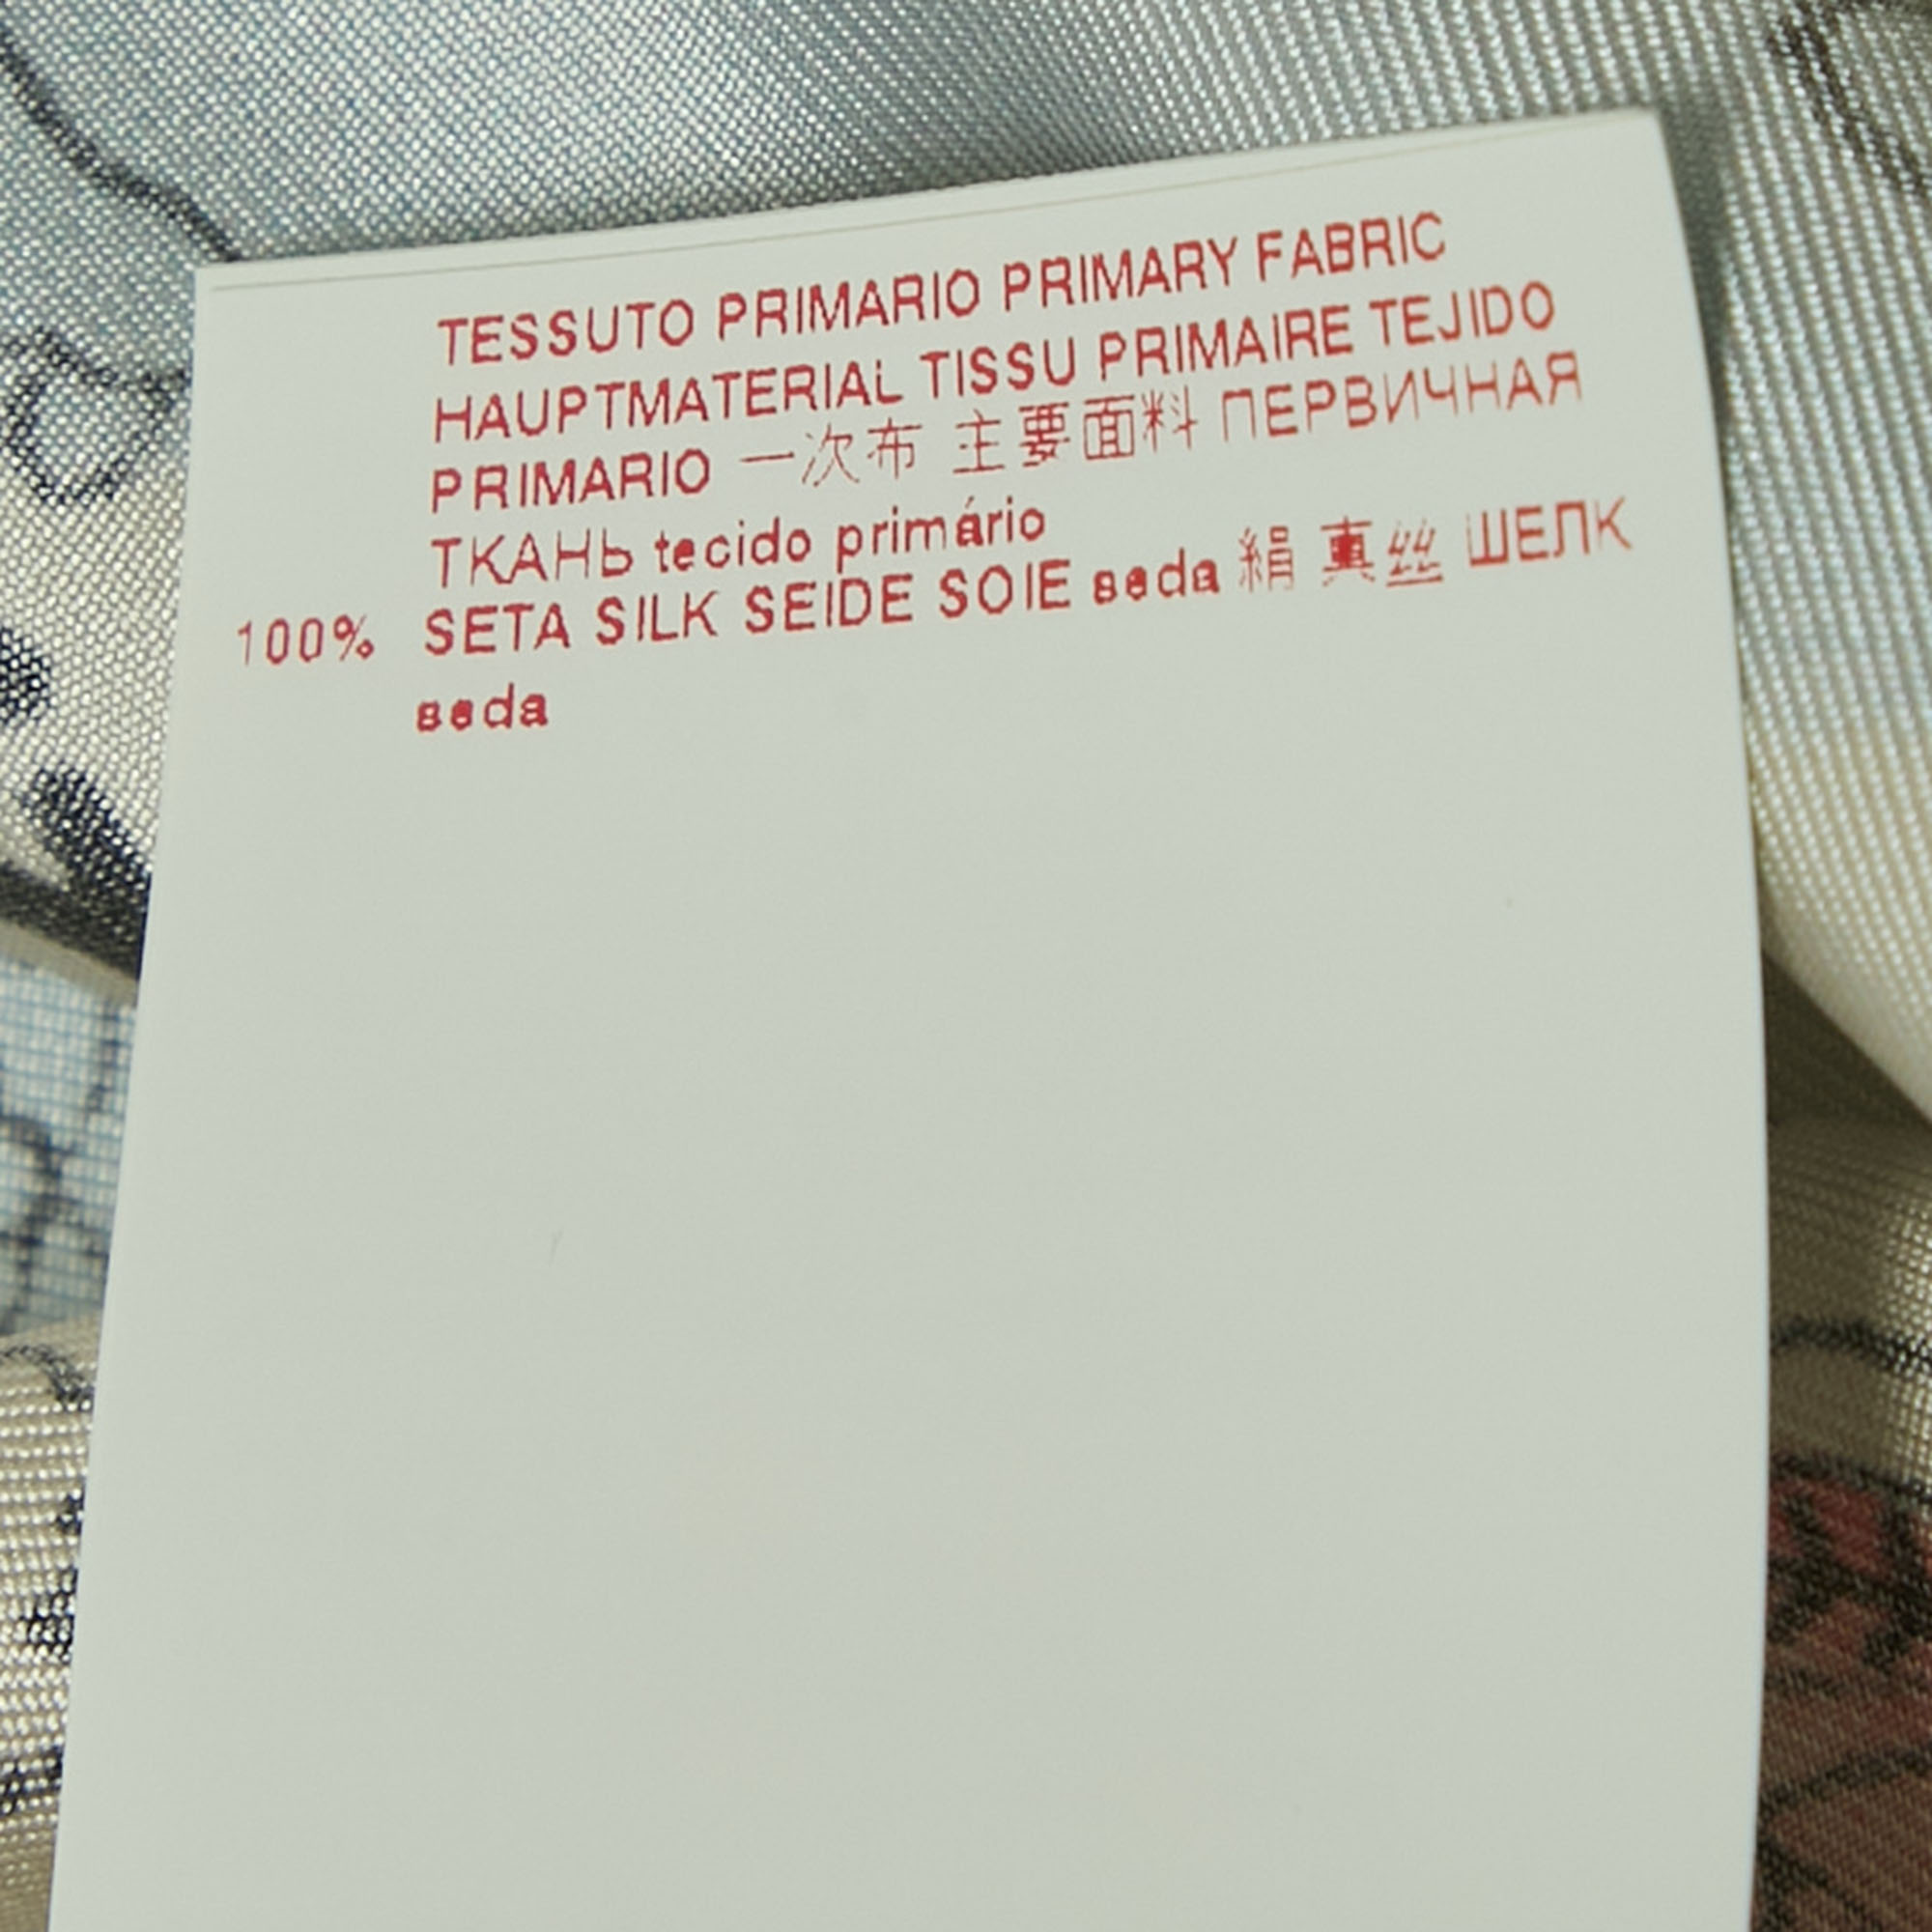 TESSUTO PRIMARIO PRIMARY FABRIC
HAUPTMATERIAL TISSU PRIMAIRE TEJIDO
PRIMARIO 一次布 主要面料 ПЕРВИЧНАЯ
ТКАНЬ tecido primário
100% SETA SILK SEIDE SOIE seda 絹 真丝 ШЕЛК
seda